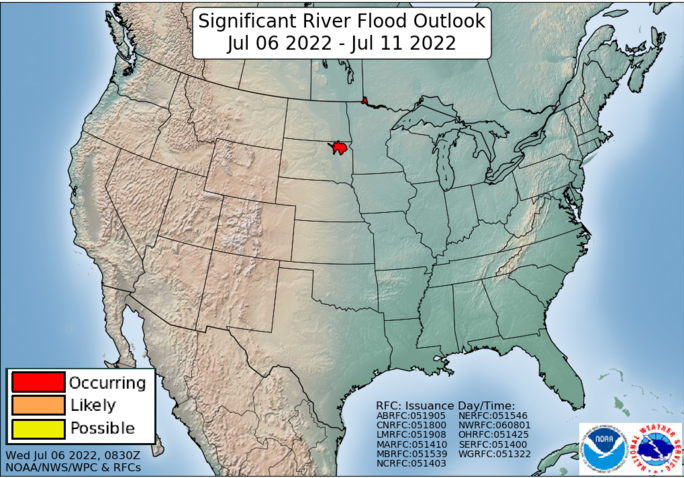 Significant River Flood Outlook
Jul 06 2022 - Jul 11 2022
Occurring
Likely
Possible
Wed Jul 06 2022, 0830Z
NOAA/NWS/WPC & RFCs
RFC: Issuance Day/Time:
ABRFC:051905 NERFC:051546
CNRFC:051800 NWRFC:060801
LMRFC:051908 OHRFC:051425
MARFC:051410 SERFC:051400
MBRFC:051539 WGRFC:051322
NCRFC:051403
NOAA
NATIONAL WEATHER SERVICE